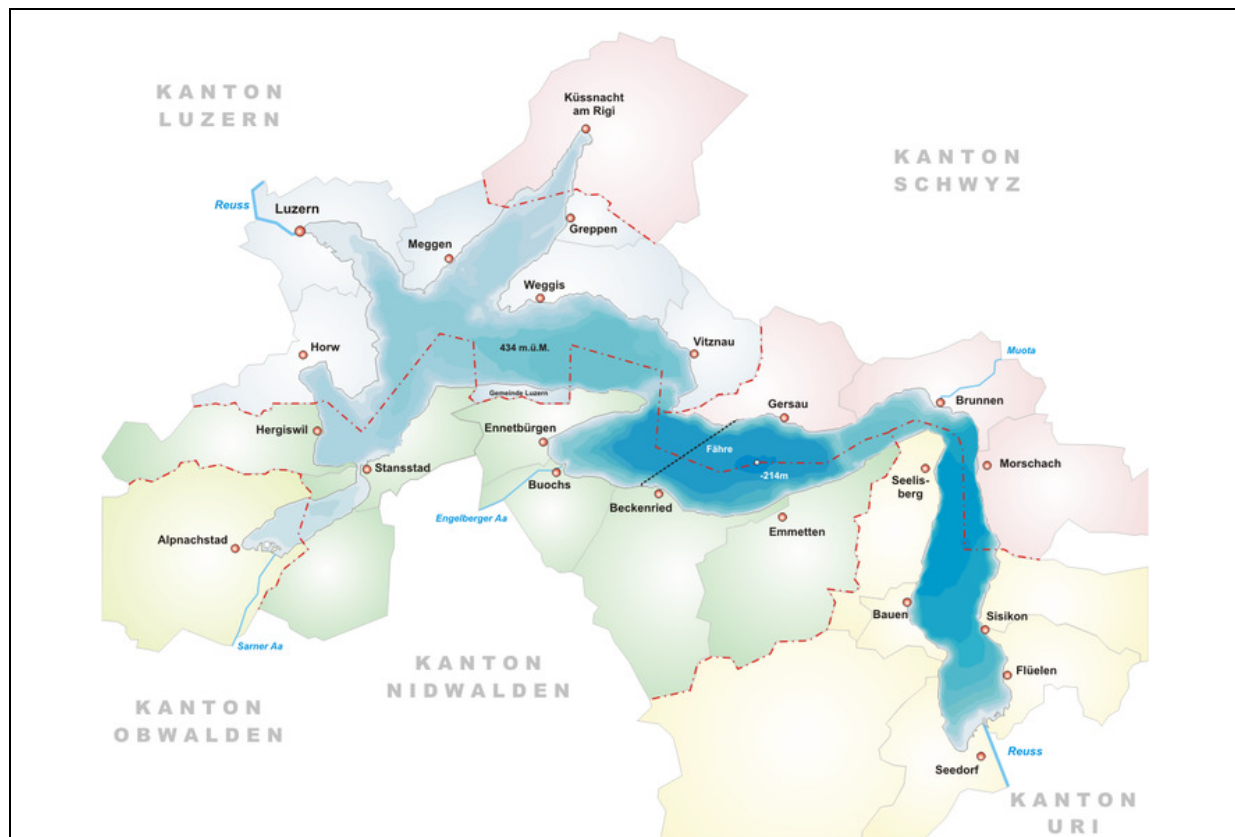 KANTON
LUZERN
Küssnacht
am Rigi
KANTON
SCHWYZ
Reuss
Luzern
Meggen
Greppen
Weggis
Horw
434 m.ü.M.
Vitznau
Muota
Gemeinde Luzern
Gersau
Brunnen
Hergiswil
Ennetbürgen
Fähre
Stansstad
Morschach
-214m
Seelis-
berg
Buochs
Beckenried
Engelberger Aa
Emmetten
Alpnachstad
Bauen
Sisikon
Sarner Aa
KANTON
NIDWALDEN
Flüelen
KANTON
OBWALDEN
Reuss
Seedorf
KANTON
URI